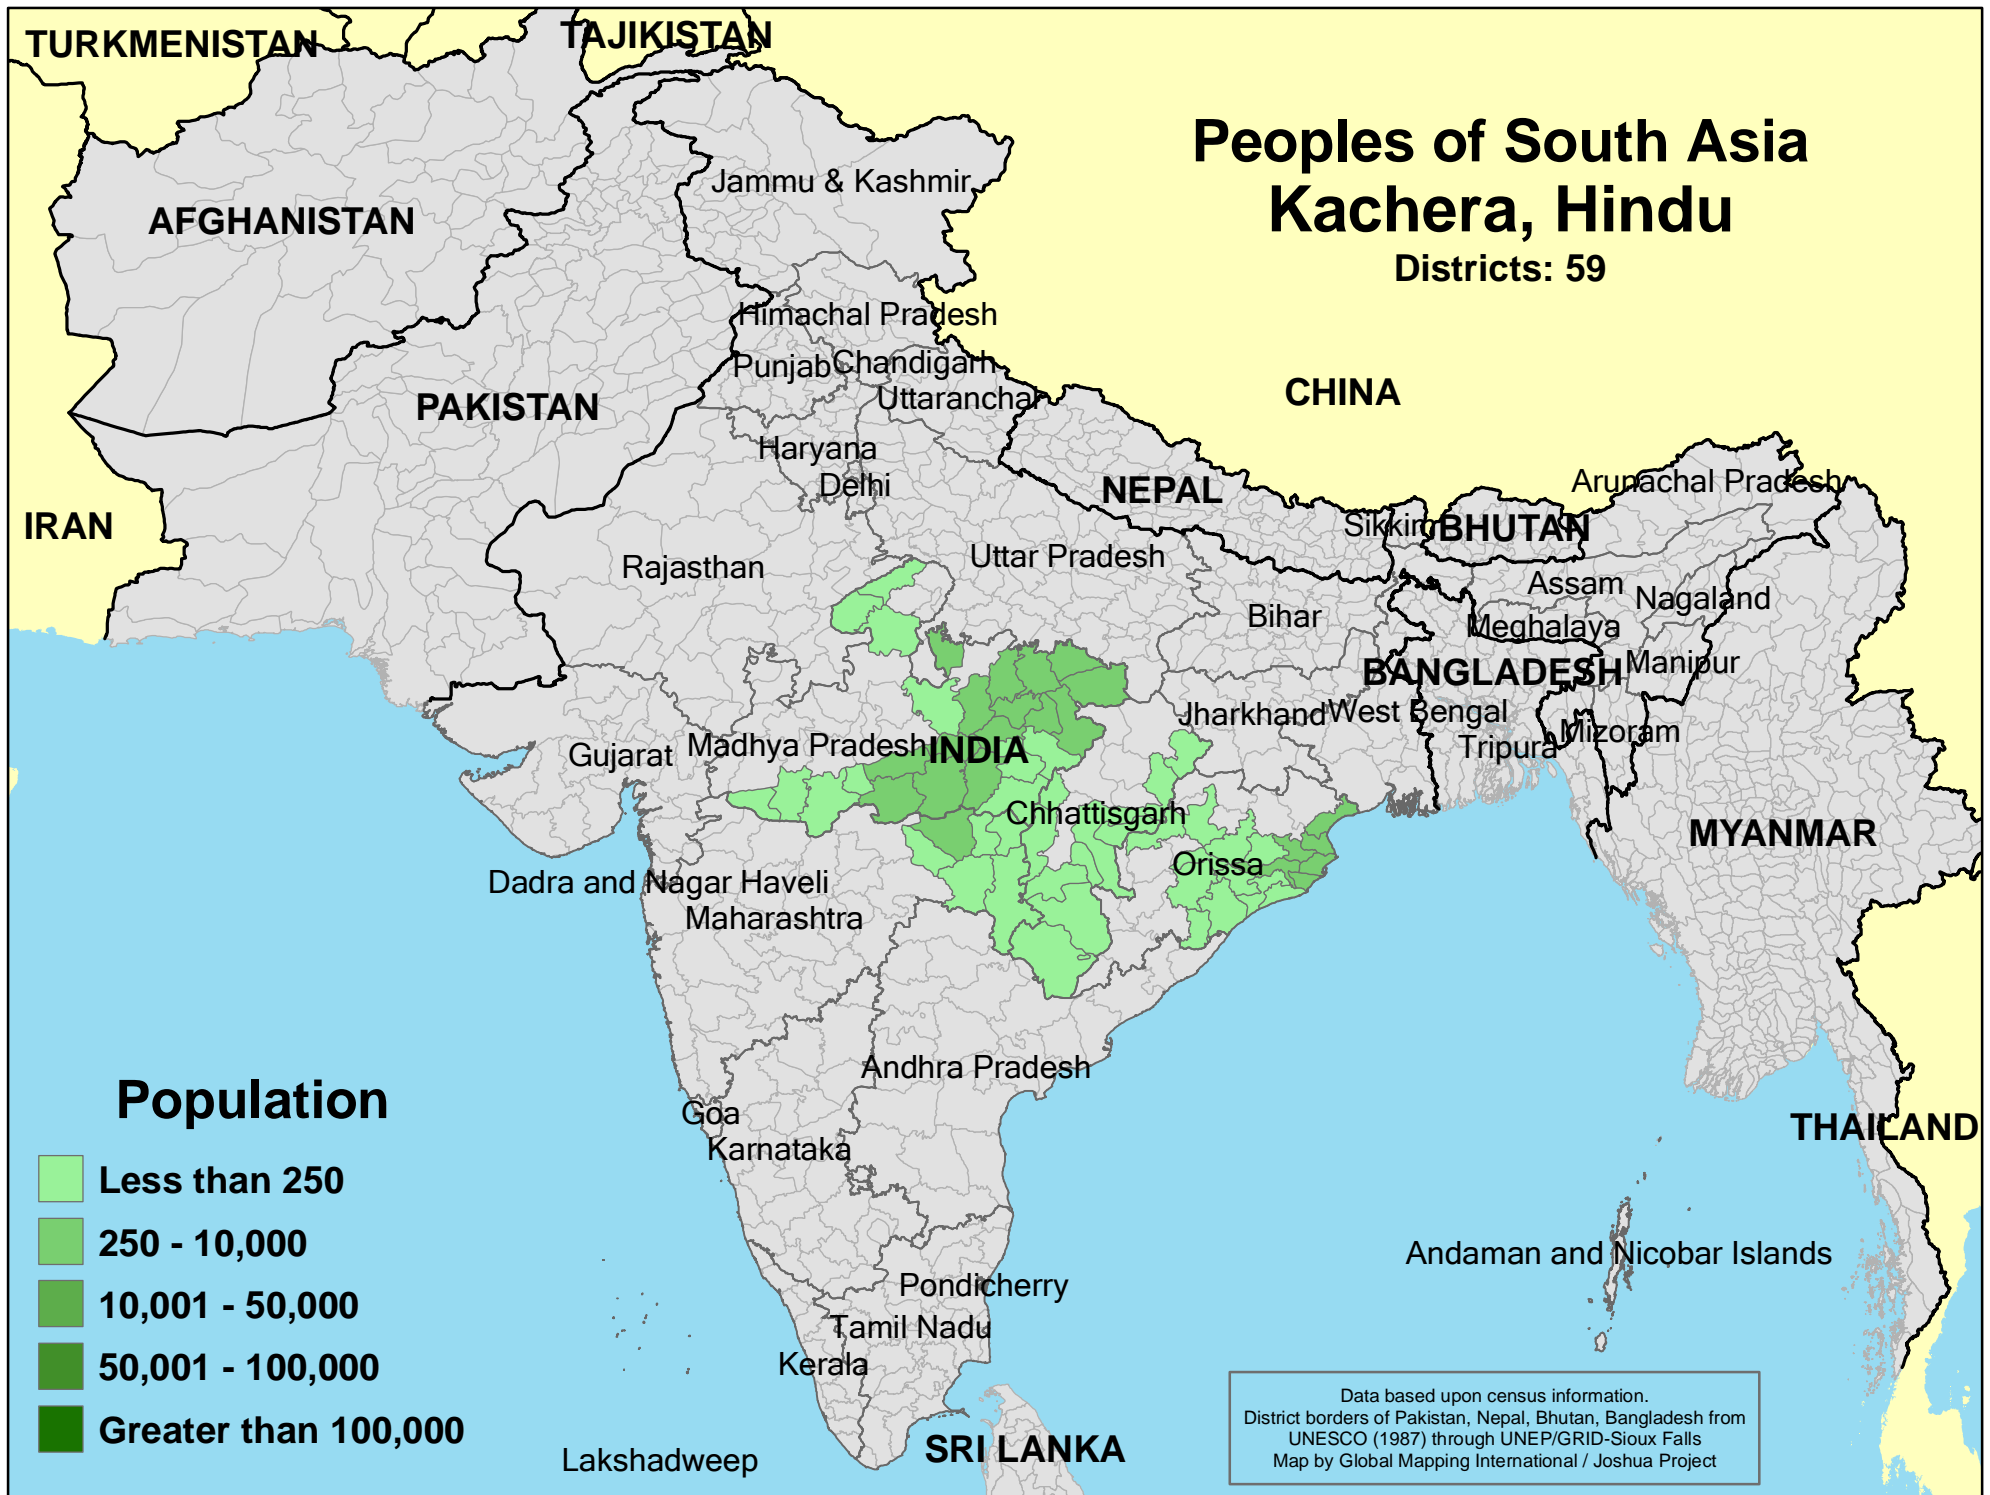 TURKMENISTAN
TAJIKISTAN
Peoples of South Asia
Kachera, Hindu
Districts: 59
Jammu & Kashmir
AFGHANISTAN
Himachal Pradesh
Punjab
Chandigarh
Uttaranchal
CHINA
PAKISTAN
Haryana
Delhi
NEPAL
Arunachal Pradesh
IRAN
Sikkim
BHUTAN
Rajasthan
Uttar Pradesh
Assam
Nagaland
Bihar
Meghalaya
BANGLADESH
Manipur
Jharkhand
West Bengal
Gujarat
Madhya Pradesh
INDIA
Tripura
Mizoram
Chhattisgarh
MYANMAR
Orissa
Dadra and Nagar Haveli
Maharashtra
Andhra Pradesh
Goa
Karnataka
THAILAND
Andaman and Nicobar Islands
Pondicherry
Tamil Nadu
Kerala
Lakshadweep
SRI LANKA
Population
Less than 250
250 - 10,000
10,001 - 50,000
50,001 - 100,000
Greater than 100,000
Data based upon census information.
District borders of Pakistan, Nepal, Bhutan, Bangladesh from
UNESCO (1987) through UNEP/GRID-Sioux Falls
Map by Global Mapping International / Joshua Project